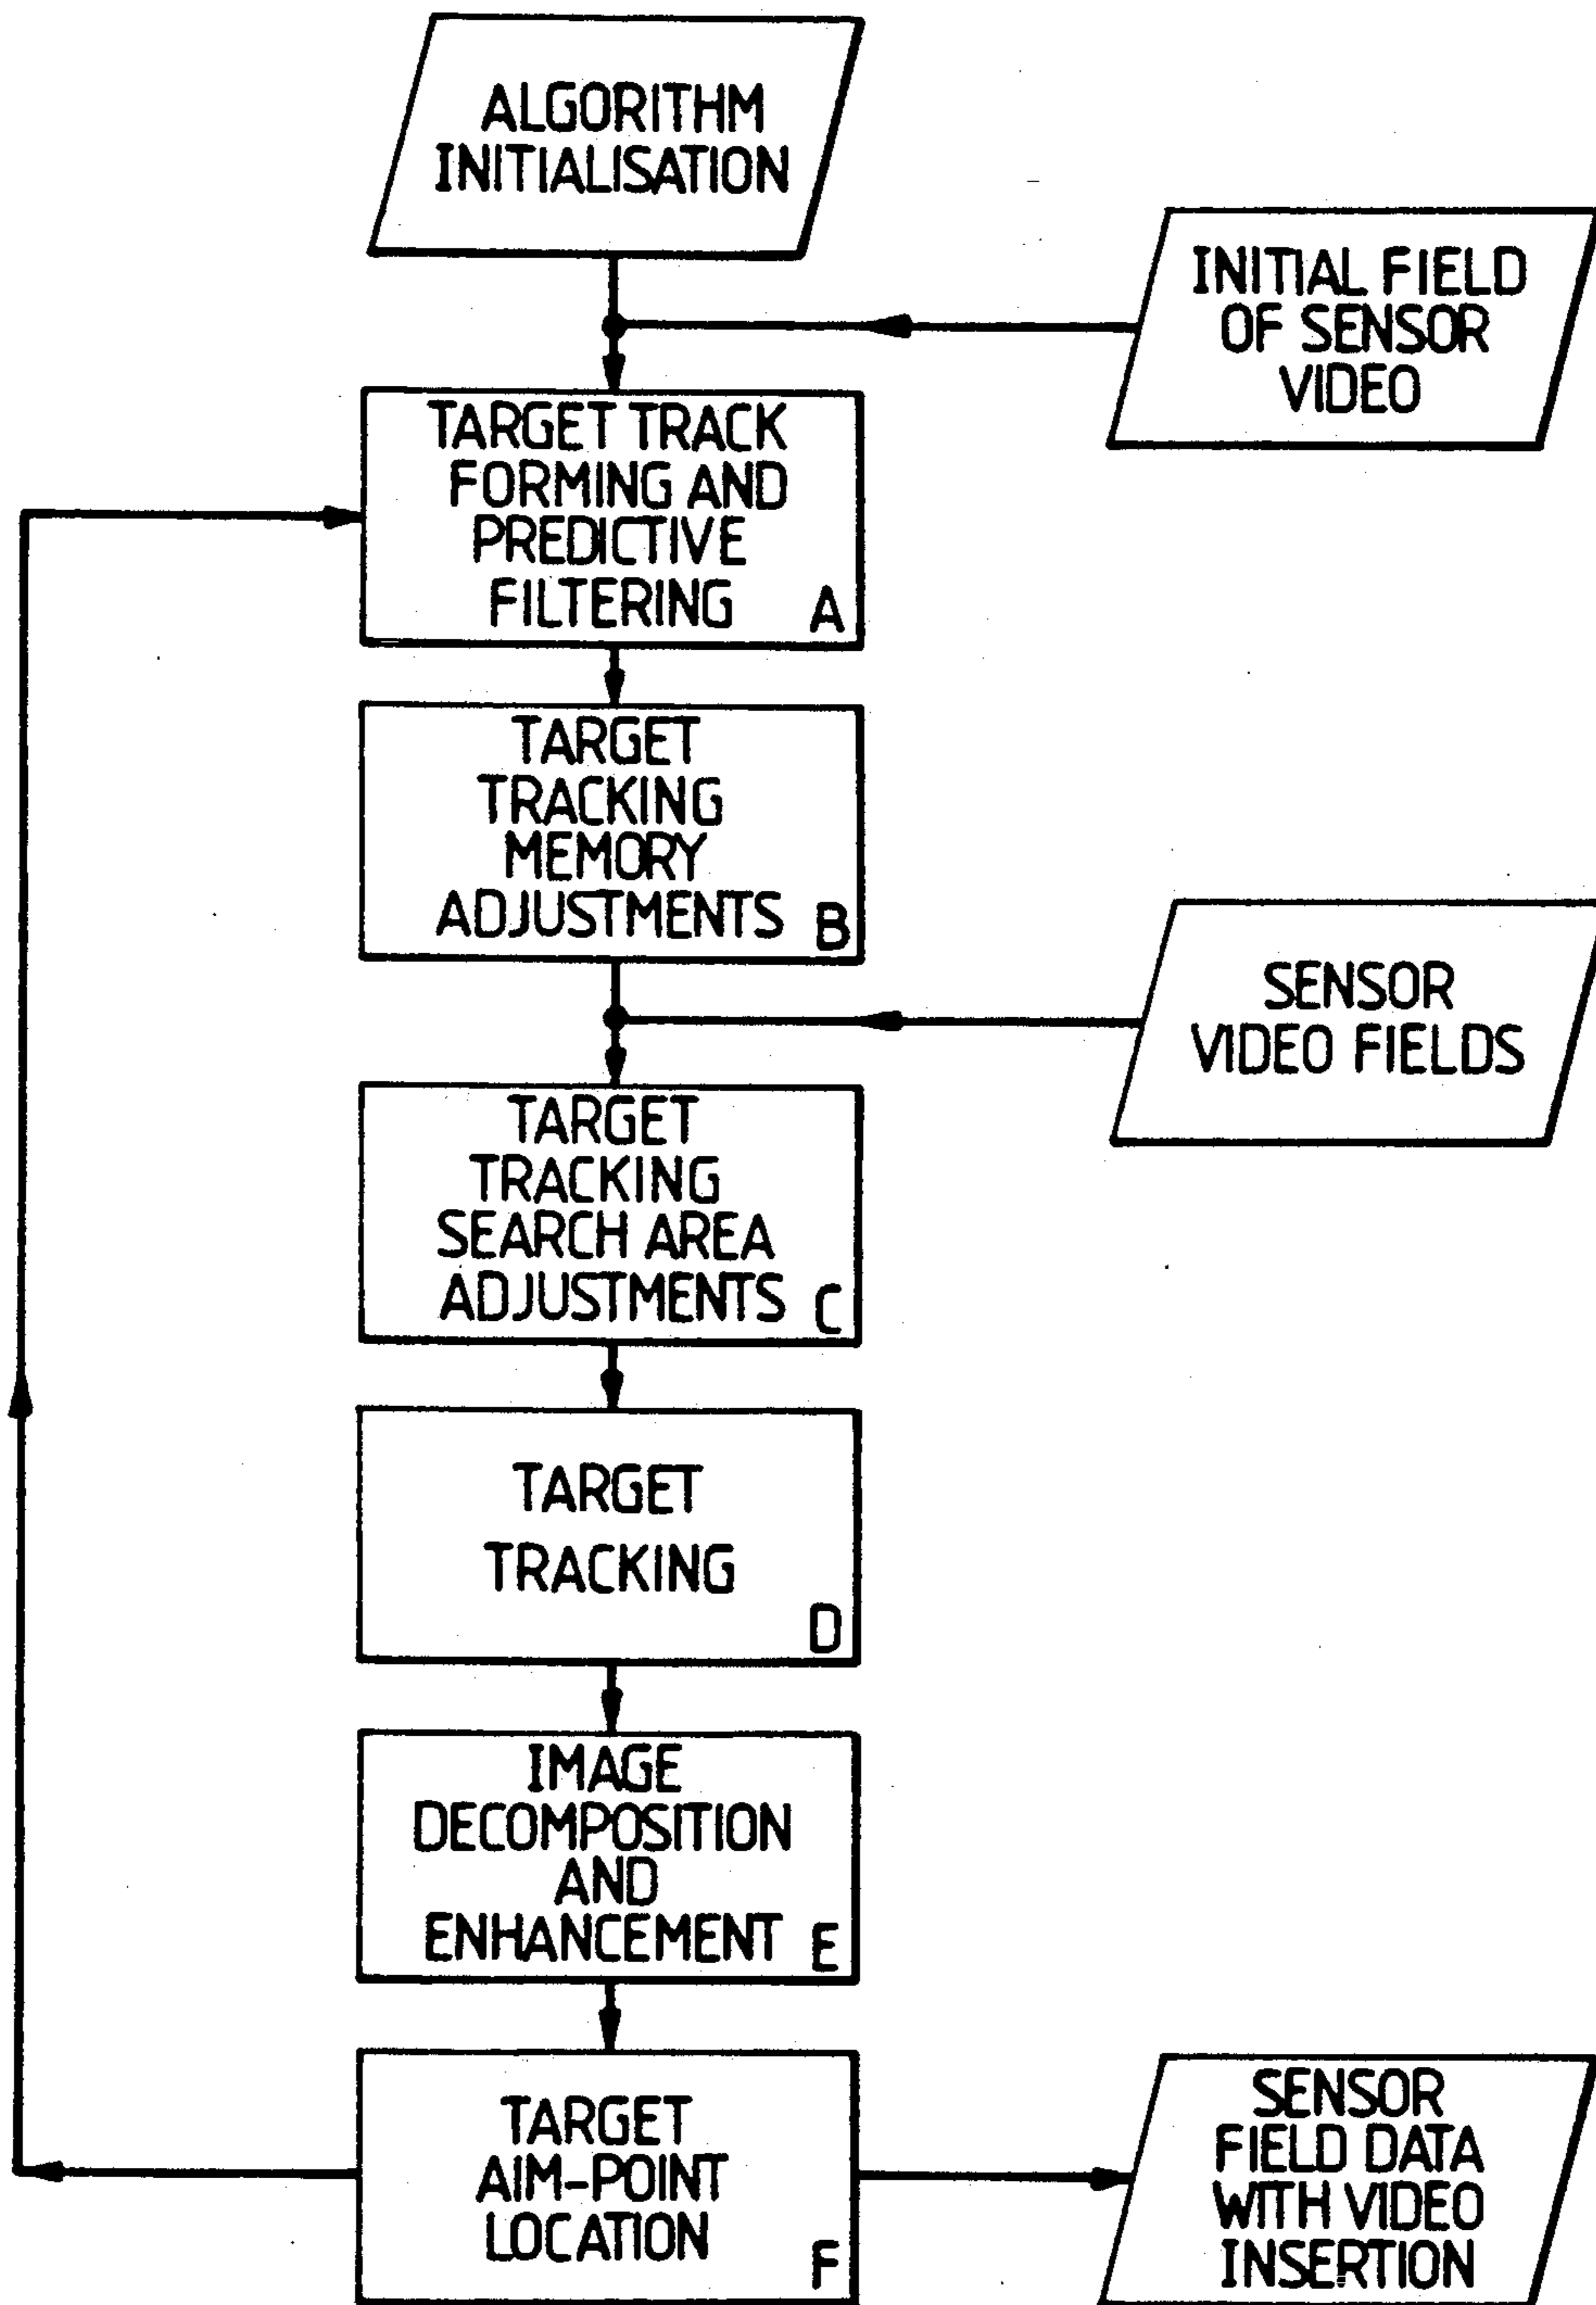 ALGORITHM
INITIALISATION
INITIAL FIELD
OF SENSOR
VIDEO
TARGET TRACK
FORMING AND
PREDICTIVE
FILTERING
A
TARGET
TRACKING
MEMORY
ADJUSTMENTS
B
SENSOR
VIDEO FIELDS
TARGET
TRACKING
SEARCH AREA
ADJUSTMENTS
C
TARGET
TRACKING
D
IMAGE
DECOMPOSITION
AND
ENHANCEMENT
E
TARGET
AIM-POINT
LOCATION
F
SENSOR
FIELD DATA
WITH VIDEO
INSERTION